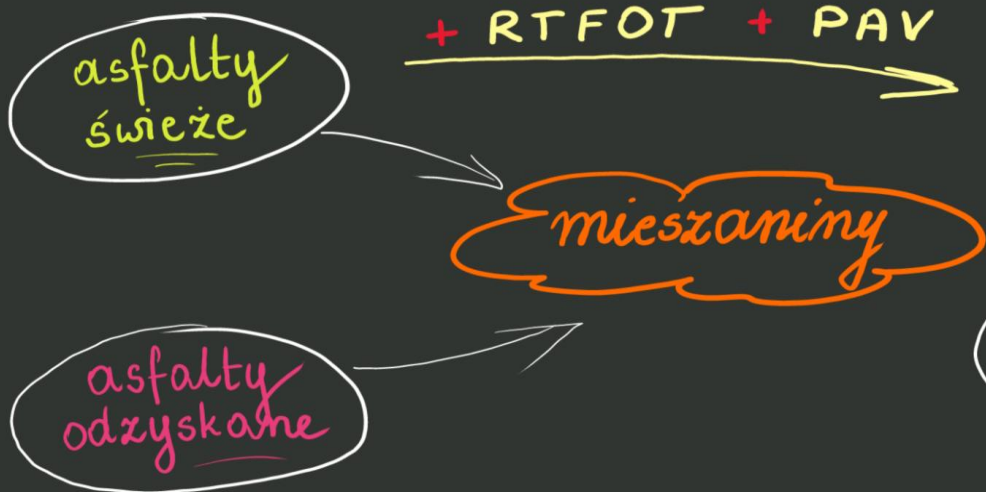 + RTFOT + PAV
asfalty
świeże
mieszaniny
asfalty
odzyskane